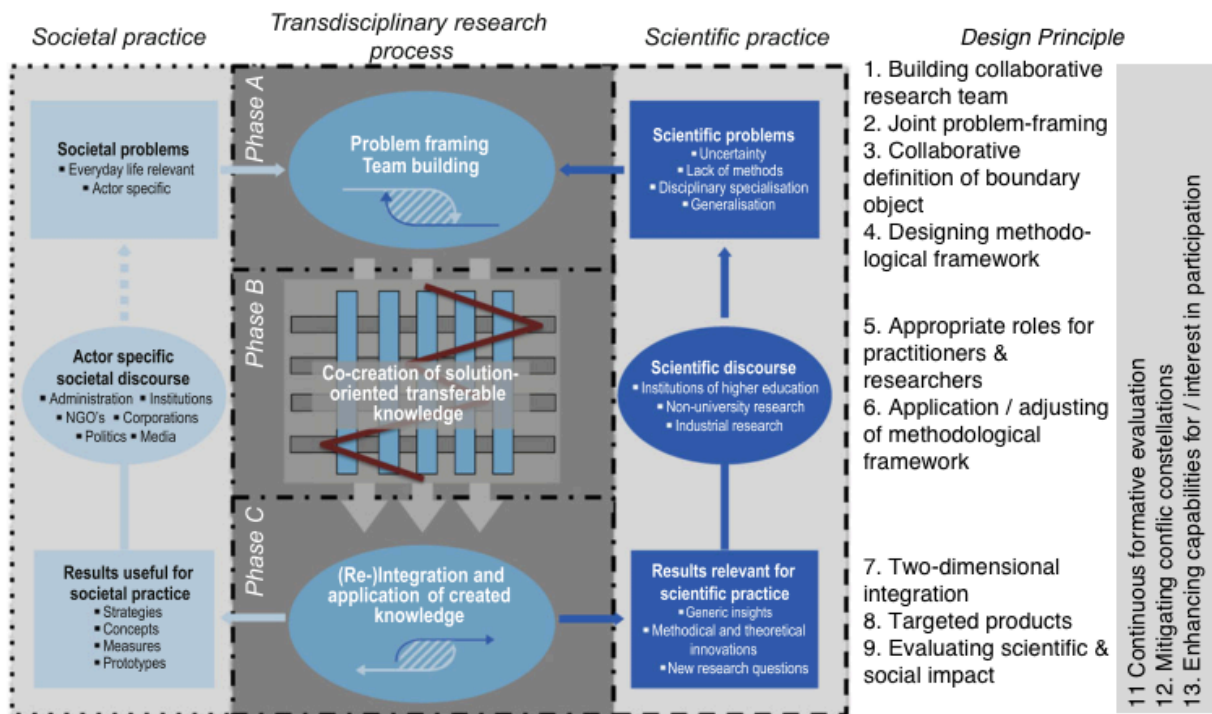 Societal practice
Transdisciplinary research
process
Scientific practice
Design Principle
Phase A
Societal problems
▪ Everyday life relevant
▪ Actor specific
Problem framing
Team building
Scientific problems
▪ Uncertainty
▪ Lack of methods
▪ Disciplinary specialisation
▪ Generalisation
Phase B
Actor specific
societal discourse
▪ Administration ▪ Institutions
▪ NGO's ▪ Corporations
▪ Politics ▪ Media
Co-creation of solution-
oriented transferable
knowledge
Scientific discourse
▪ Institutions of higher education
▪ Non-university research
▪ Industrial research
Phase C
Results useful for
societal practice
▪ Strategies
▪ Concepts
▪ Measures
▪ Prototypes
(Re-)Integration and
application of created
knowledge
Results relevant for
scientific practice
▪ Generic insights
▪ Methodical and theoretical
innovations
▪ New research questions
1. Building collaborative
research team
2. Joint problem-framing
3. Collaborative
definition of boundary
object
4. Designing methodo-
logical framework
5. Appropriate roles for
practitioners &
researchers
6. Application / adjusting
of methodological
framework
7. Two-dimensional
integration
8. Targeted products
9. Evaluating scientific &
social impact
11 Continuous formative evaluation
12. Mitigating conflic constellations
13. Enhancing capabilities for / interest in participation